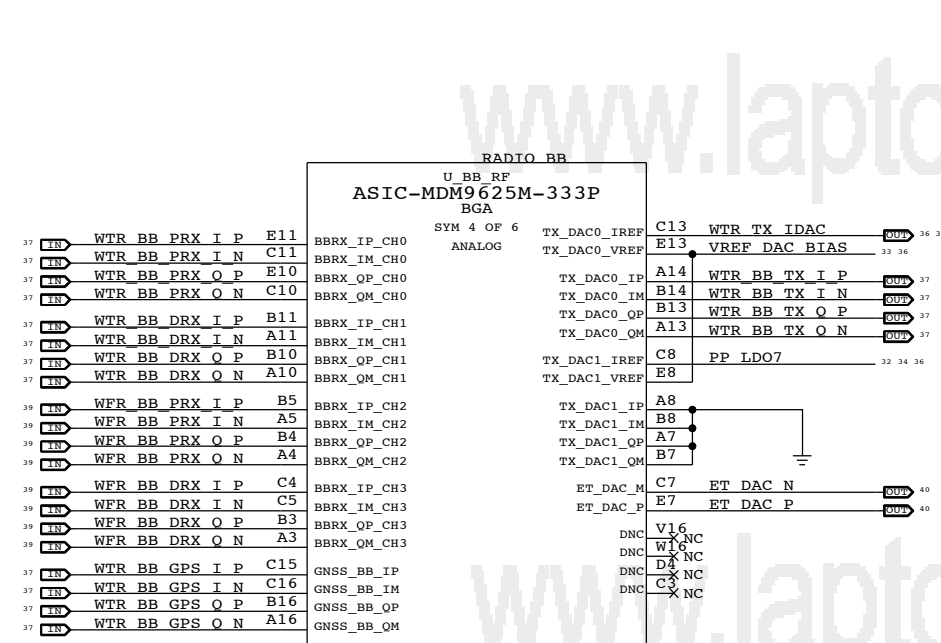 www.lapto
RADIO_BB
U_BB_RF
ASIC-MDM9625M-333P
BGA
SYM 4 OF 6
ANALOG
37 IN WTR_BB_PRX_I_P E11 BBRX_IP_CH0
37 IN WTR_BB_PRX_I_N C11 BBRX_IM_CH0
37 IN WTR_BB_PRX_Q_P E10 BBRX_QP_CH0
37 IN WTR_BB_PRX_Q_N C10 BBRX_QM_CH0
37 IN WTR_BB_DRX_I_P B11 BBRX_IP_CH1
37 IN WTR_BB_DRX_I_N A11 BBRX_IM_CH1
37 IN WTR_BB_DRX_Q_P B10 BBRX_QP_CH1
37 IN WTR_BB_DRX_Q_N A10 BBRX_QM_CH1
39 IN WFR_BB_PRX_I_P B5 BBRX_IP_CH2
39 IN WFR_BB_PRX_I_N A5 BBRX_IM_CH2
39 IN WFR_BB_PRX_Q_P B4 BBRX_QP_CH2
39 IN WFR_BB_PRX_Q_N A4 BBRX_QM_CH2
39 IN WFR_BB_DRX_I_P C4 BBRX_IP_CH3
39 IN WFR_BB_DRX_I_N C5 BBRX_IM_CH3
39 IN WFR_BB_DRX_Q_P B3 BBRX_QP_CH3
39 IN WFR_BB_DRX_Q_N A3 BBRX_QM_CH3
37 IN WTR_BB_GPS_I_P C15 GNSS_BB_IP
37 IN WTR_BB_GPS_I_N C16 GNSS_BB_IM
37 IN WTR_BB_GPS_Q_P B16 GNSS_BB_QP
37 IN WTR_BB_GPS_Q_N A16 GNSS_BB_QM
TX_DAC0_IREF C13 WTR_TX_IDAC OUT 36 3
TX_DAC0_VREF E13 VREF_DAC_BIAS 33 36
TX_DAC0_IP A14 WTR_BB_TX_I_P OUT 37
TX_DAC0_IM B14 WTR_BB_TX_I_N OUT 37
TX_DAC0_QP B13 WTR_BB_TX_Q_P OUT 37
TX_DAC0_QM A13 WTR_BB_TX_Q_N OUT 37
TX_DAC1_IREF C8 PP_LDO7 32 34 36
TX_DAC1_VREF E8
TX_DAC1_IP A8
TX_DAC1_IM B8
TX_DAC1_QP A7
TX_DAC1_QM B7
ET_DAC_M C7 ET_DAC_N OUT 40
ET_DAC_P E7 ET_DAC_P OUT 40
DNC V16 NC
DNC W16 NC
DNC D4 NC
DNC C3 NC
www.lapto